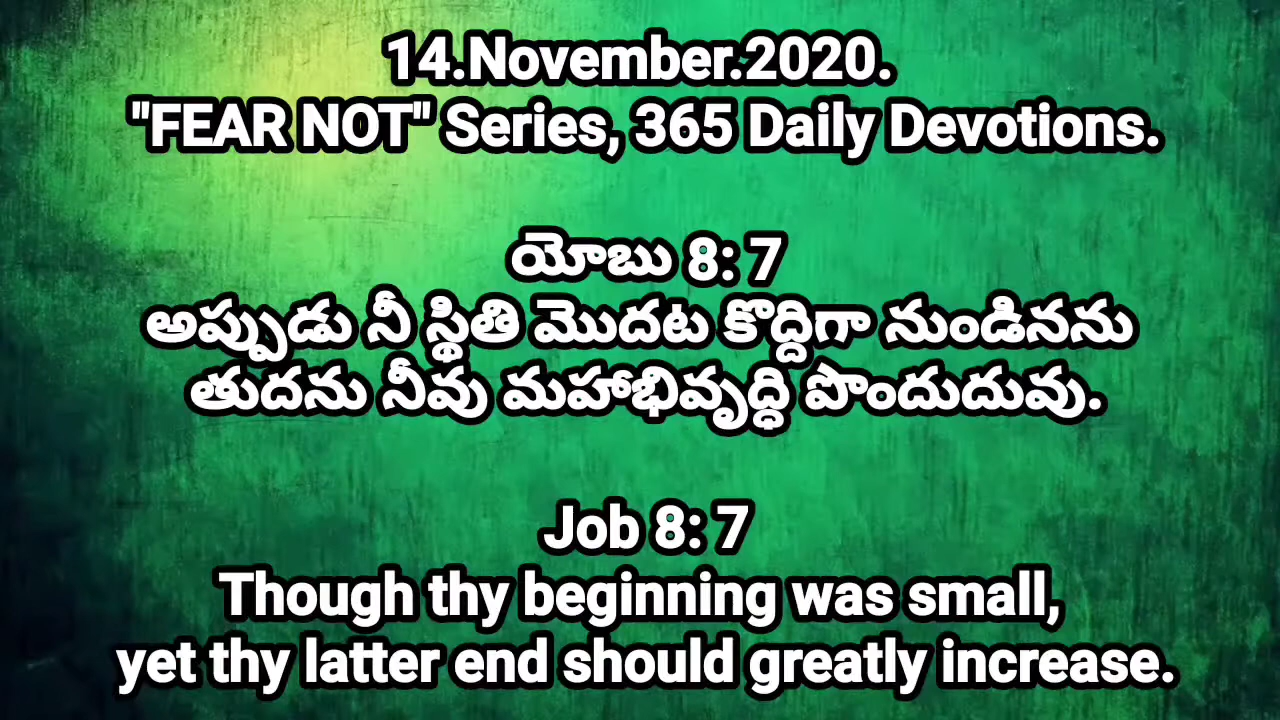 14.November.2020.
"FEAR NOT" Series, 365 Daily Devotions.
యోబు 8: 7
అప్పుడు నీ స్థితి మొదట కొద్దిగా నుండినను
తుదను నీవు మహాభివృద్ధి పొందుదువు.
Job 8: 7
Though thy beginning was small,
yet thy latter end should greatly increase.